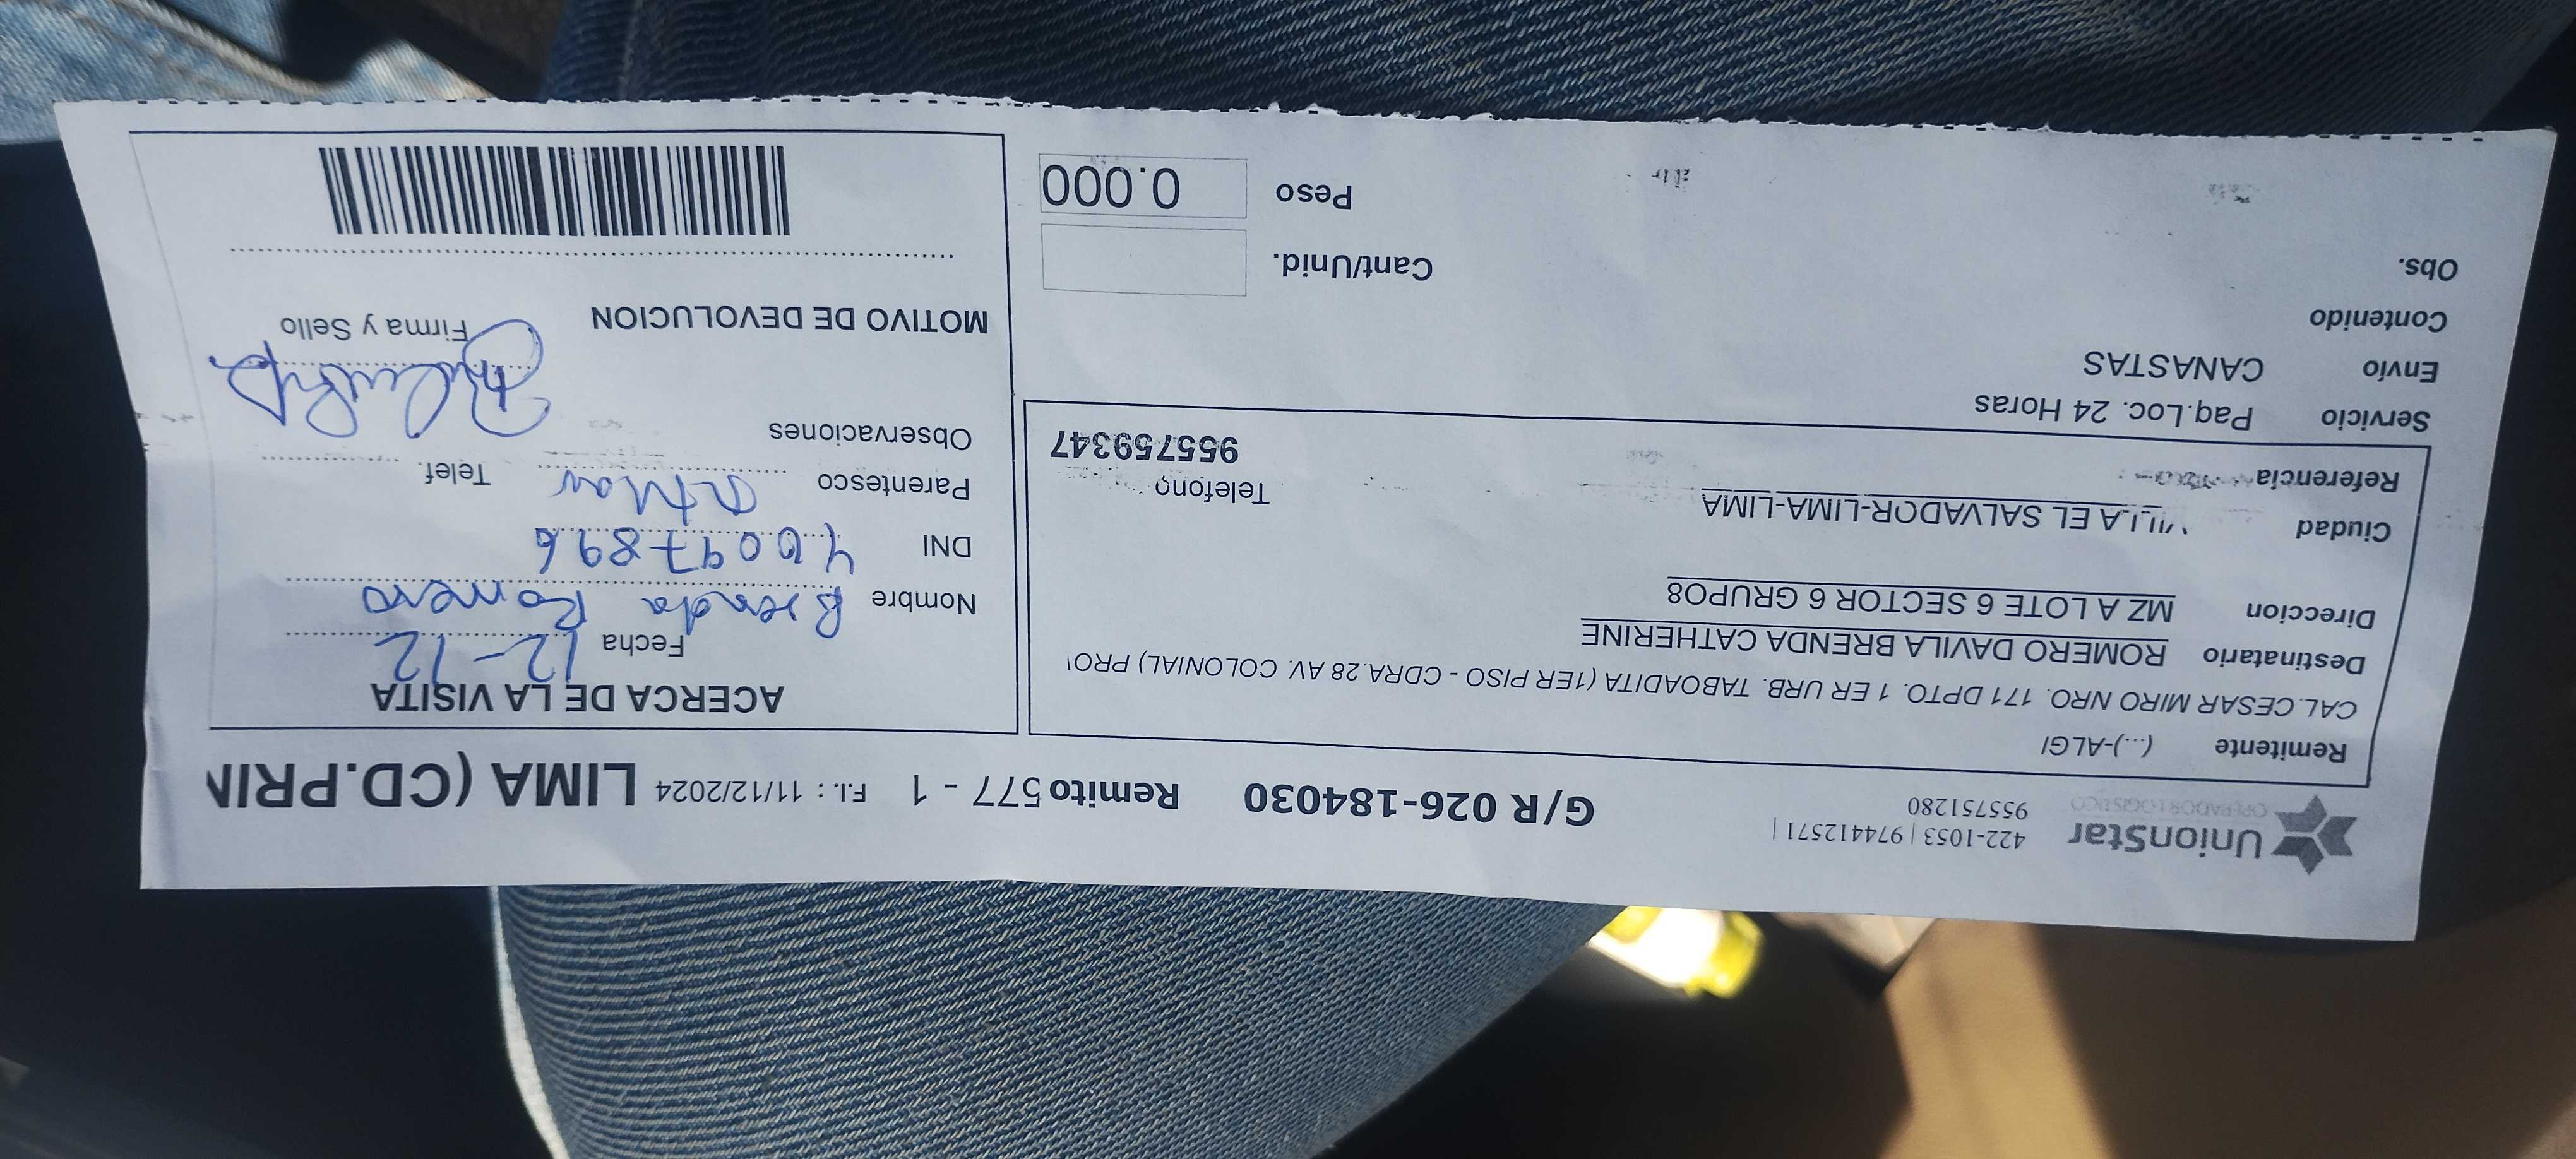 UnionStar
OPERADOR LOGISTICO
422-1053 | 974412571 |
955751280
G/R 026-184030
Remito 577 - 1
F.I. : 11/12/2024
LIMA (CD.PRIN
Remitente (...)-ALGI
CAL.CESAR MIRO NRO. 171 DPTO. 1 ER URB. TABOADITA (1ER PISO - CDRA.28 AV. COLONIAL) PRO
Destinatario ROMERO DAVILA BRENDA CATHERINE
Direccion MZ A LOTE 6 SECTOR 6 GRUPO8
Ciudad VILLA EL SALVADOR-LIMA-LIMA
Telefono
Referencia
955759347
Servicio Paq.Loc. 24 Horas
Envío CANASTAS
Contenido
Obs.
Cant/Unid.
Peso 0.000
ACERCA DE LA VISITA
Fecha 12-12
Nombre Brenda Romero
DNI 40097896
Parentesco
Telef.
Observaciones
Firma y Sello
MOTIVO DE DEVOLUCION